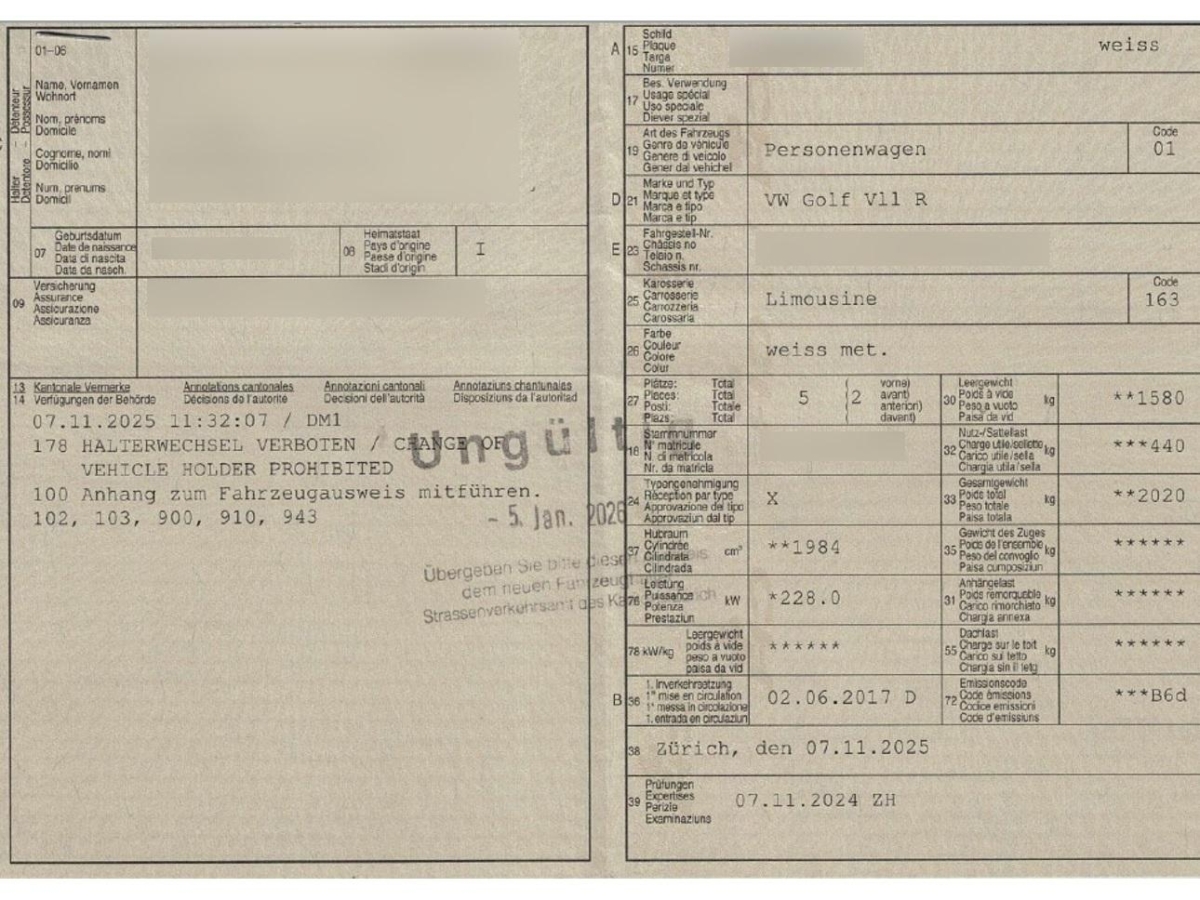 01-06
Halter – Détenteur
Detentore – Possessur
Name, Vornamen
Wohnort
Nom, prénoms
Domicile
Cognome, nomi
Domicilio
Num, prenums
Domicil
07 Geburtsdatum
Date de naissance
Data di nascita
Data da nasch.
08 Heimatstaat
Pays d'origine
Paese d'origine
Stadi d'origin
I
09 Versicherung
Assurance
Assicurazione
Assicuranza
13 Kantonale Vermerke Annotations cantonales Annotazioni cantonali Annotaziuns chantunales
14 Verfügungen der Behörde Décisions de l'autorité Decisioni dell'autorità Disposiziuns da l'autoritad
07.11.2025 11:32:07 / DM1
178 HALTERWECHSEL VERBOTEN / CHANGE OF
VEHICLE HOLDER PROHIBITED
100 Anhang zum Fahrzeugausweis mitführen.
102, 103, 900, 910, 943
Ungült
- 5. Jan. 2026
Übergeben Sie bitte diesen
dem neuen
Strassenverkehrsamt des
A 15 Schild
Plaque
Targa
Numer
weiss
17 Bes. Verwendung
Usage spécial
Uso speciale
Diever spezial
19 Art des Fahrzeugs
Genre de véhicule
Genere di veicolo
Gener dal vehichel
Personenwagen
Code
01
D 21 Marke und Typ
Marque et type
Marca e tipo
Marca e tip
VW Golf Vll R
E 23 Fahrgestell-Nr.
Châssis no
Telaio n.
Schassis nr.
25 Karosserie
Carrosserie
Carrozzeria
Carossaria
Limousine
Code
163
26 Farbe
Couleur
Colore
Colur
weiss met.
27 Plätze: Total
Places: Total
Posti: Totale
Plazs: Total
5 (2
( vorne)
avant)
anteriori)
( davant)
30 Leergewicht
Poids à vide
Peso a vuoto
Paisa da vid
kg
**1580
18 Stammnummer
N° matricule
N. di matricola
Nr. da matricla
32 Nutz-/Sattellast
Charge utile/sellette
Carico utile/sella
Chargia utila/sella
kg
***440
24 Typengenehmigung
Réception par type
Approvazione del tipo
Approvaziun dal tip
X
33 Gesamtgewicht
Poids total
Peso totale
Paisa totala
kg
**2020
37 Hubraum
Cylindrée
Cilindrata
Cilindrada
cm³
**1984
35 Gewicht des Zuges
Poids de l'ensemble
Peso del convoglio
Paisa cumposiziun
kg
******
76 Leistung
Puissance
Potenza
Prestaziun
kW
*228.0
31 Anhängelast
Poids remorquable
Carico rimorchiato
Chargia annexa
kg
******
78 kW/kg
Leergewicht
poids à vide
peso a vuoto
paisa da vid
******
55 Dachlast
Charge sur le toit
Carico sul tetto
Chargia sin il tetg
kg
******
B 36 1. Inverkehrsetzung
1re mise en circulation
1a messa in circolazione
1. entrada en circulaziun
02.06.2017 D
72 Emissionscode
Code émissions
Codice emissioni
Code d'emissiuns
***B6d
38 Zürich, den 07.11.2025
39 Prüfungen
Expertises
Perizie
Examinaziuns
07.11.2024 ZH